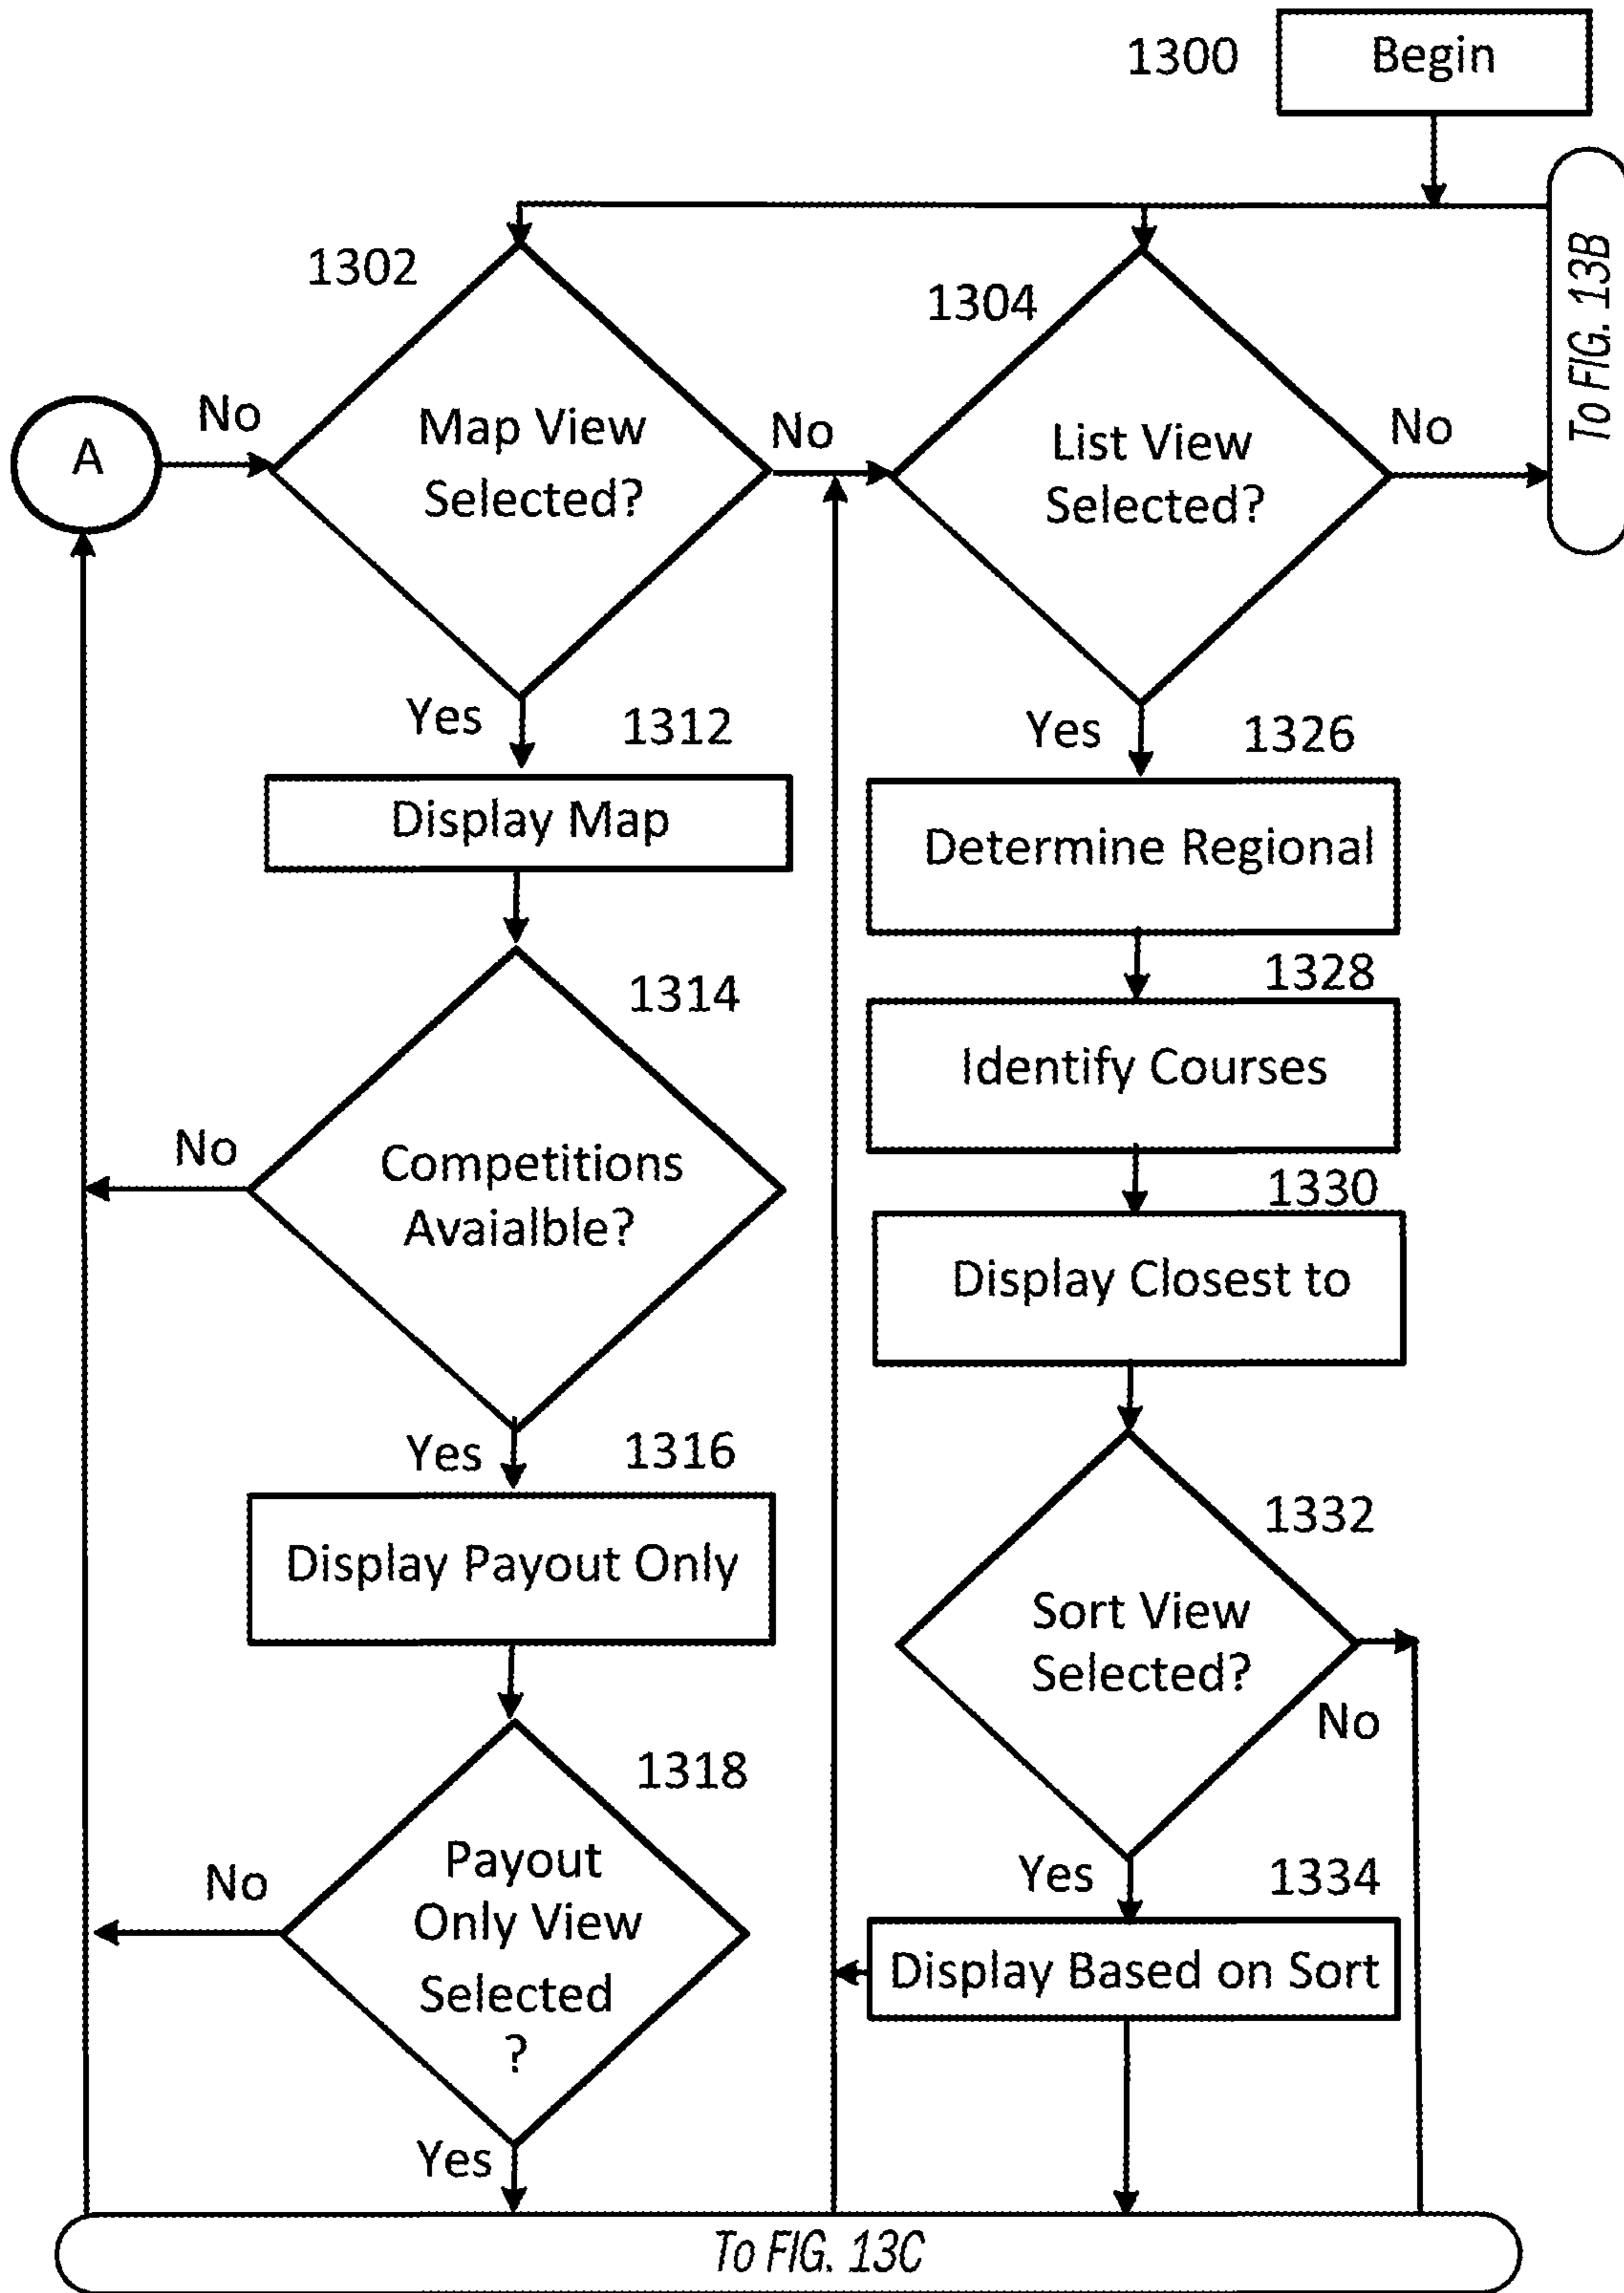 1300
Begin
To FIG. 13B
1302
1304
A
No
Map View
Selected?
No
List View
Selected?
No
Yes
1312
Yes
1326
Display Map
Determine Regional
1314
1328
Identify Courses
No
Competitions
Avaialble?
1330
Display Closest to
Yes
1316
1332
Display Payout Only
Sort View
Selected?
No
1318
No
Payout
Only View
Selected
?
Yes
1334
Display Based on Sort
Yes
To FIG. 13C